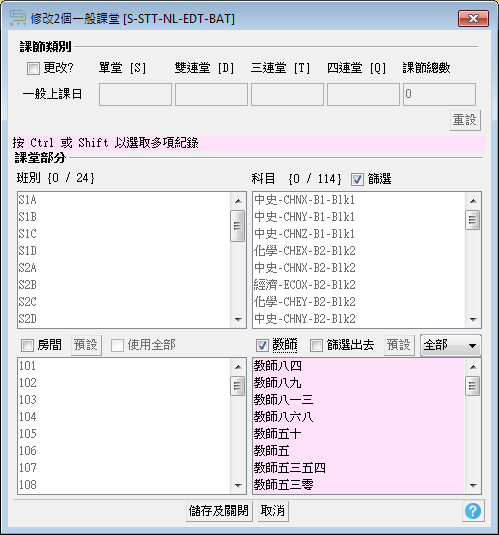 修改2個一般課堂 [S-STT-NL-EDT-BAT]
課節類別
更改? 單堂 [S] 雙連堂 [D] 三連堂 [T] 四連堂 [Q] 課節總數
一般上課日 0
重設
按 Ctrl 或 Shift 以選取多項紀錄
課堂部分
班別 {0 / 24} 科目 {0 / 114} 篩選
S1A 中史-CHNX-B1-Blk1
S1B 中史-CHNY-B1-Blk1
S1C 中史-CHNZ-B1-Blk1
S1D 化學-CHEX-B2-Blk2
S2A 中史-CHNX-B2-Blk2
S2B 經濟-ECOX-B2-Blk2
S2C 化學-CHEY-B2-Blk2
S2D 中史-CHNY-B2-Blk2
房間 預設 使用全部 教師 篩選出去 預設 全部
101 教師八四
102 教師八九
103 教師八一三
104 教師八六八
105 教師五十
106 教師五
107 教師五三五四
108 教師五三零
儲存及關閉 取消 ?